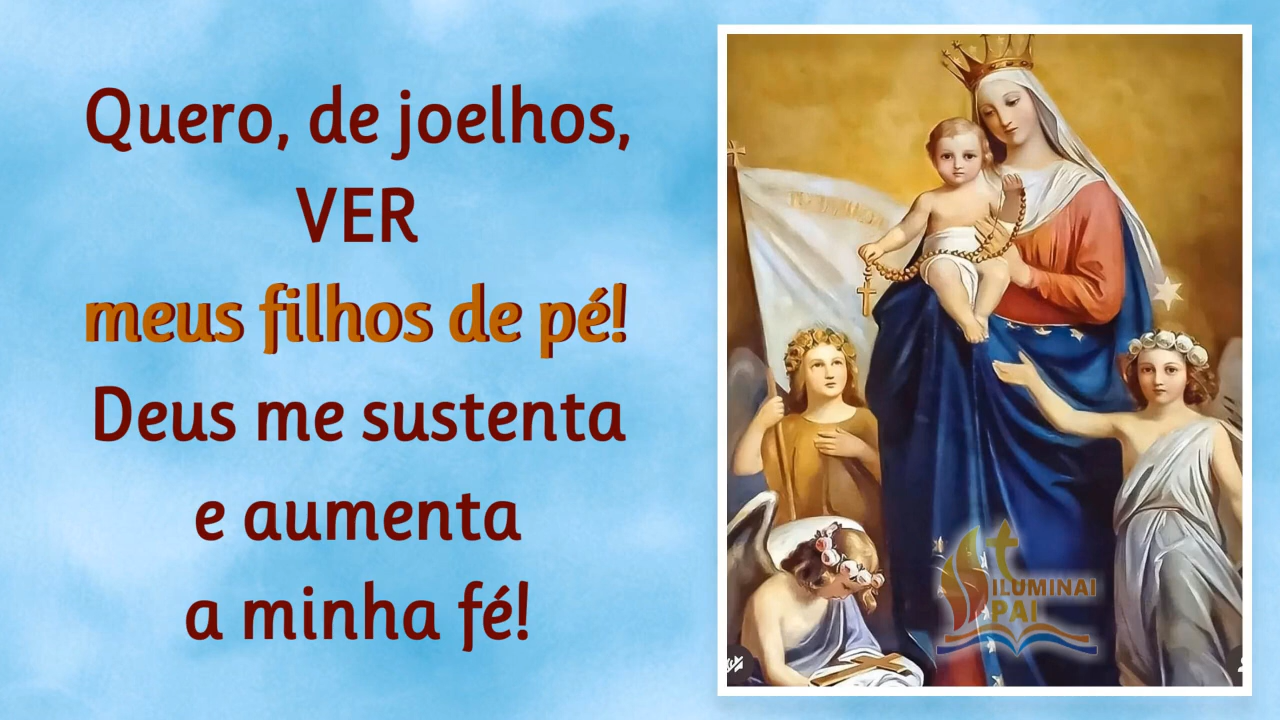 Quero, de joelhos,
VER
meus filhos de pé!
Deus me sustenta
e aumenta
a minha fé!
ILUMINAI
PAI